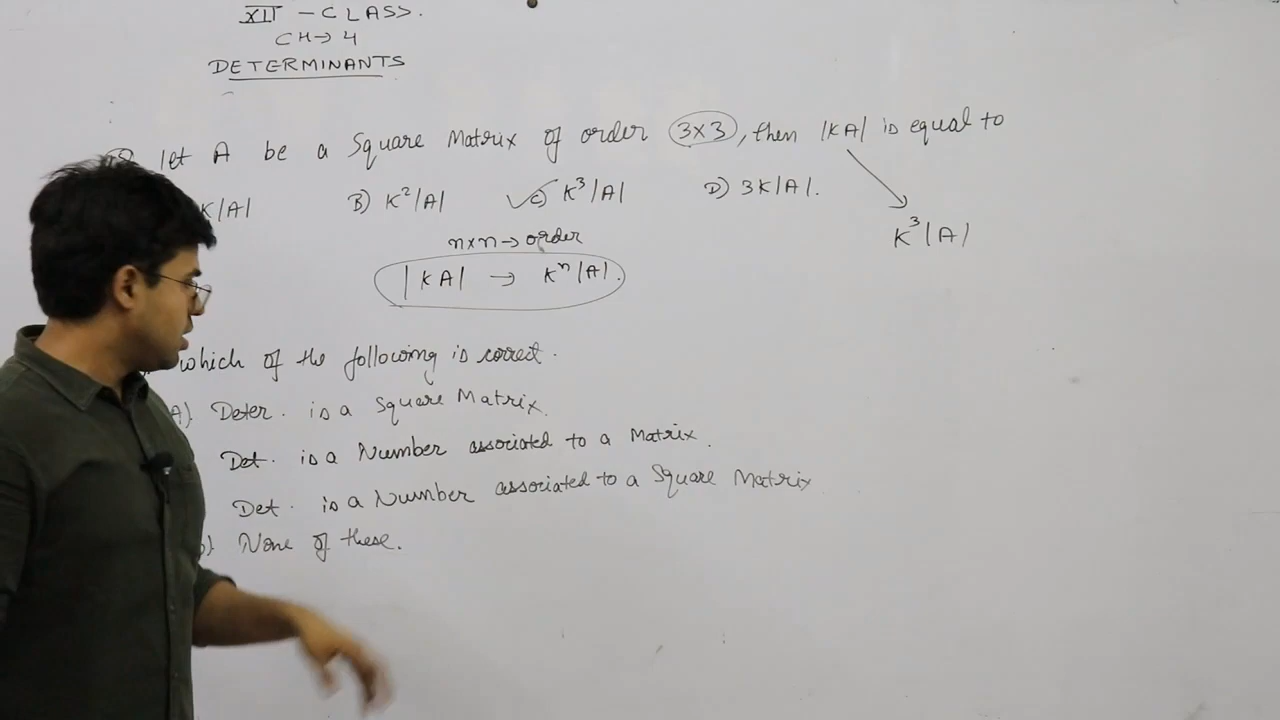 XII - CLASS.
CH→ 4
DETERMINANTS
let A be a Square Matrix of order 3×3, then |KA| is equal to
K|A| B) K²|A| ✓C) K³|A| D) 3K|A|.
K³|A|
n×n → order
|KA| → Kⁿ|A|.
which of the following is correct.
A) Deter. is a Square Matrix.
Det. is a Number associated to a Matrix.
Det. is a Number associated to a Square Matrix
D) None of these.